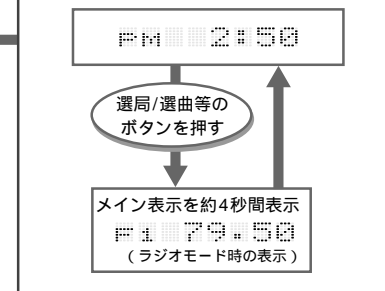 PM 2:50
選局/選曲等の
ボタンを押す
メイン表示を約4秒間表示
F1 79.50
(ラジオモード時の表示)